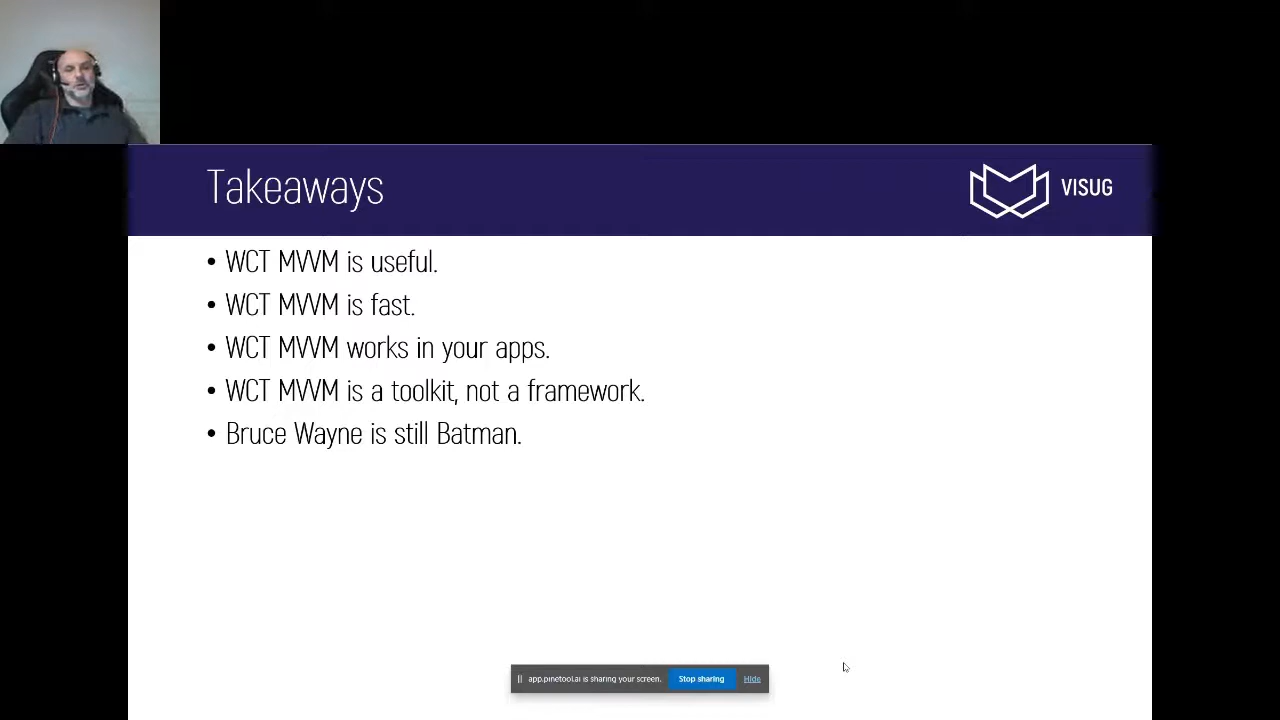 Takeaways
VISUG
• WCT MVVM is useful.
• WCT MVVM is fast.
• WCT MVVM works in your apps.
• WCT MVVM is a toolkit, not a framework.
• Bruce Wayne is still Batman.
app.pinetool.ai is sharing your screen.
Stop sharing
Hide